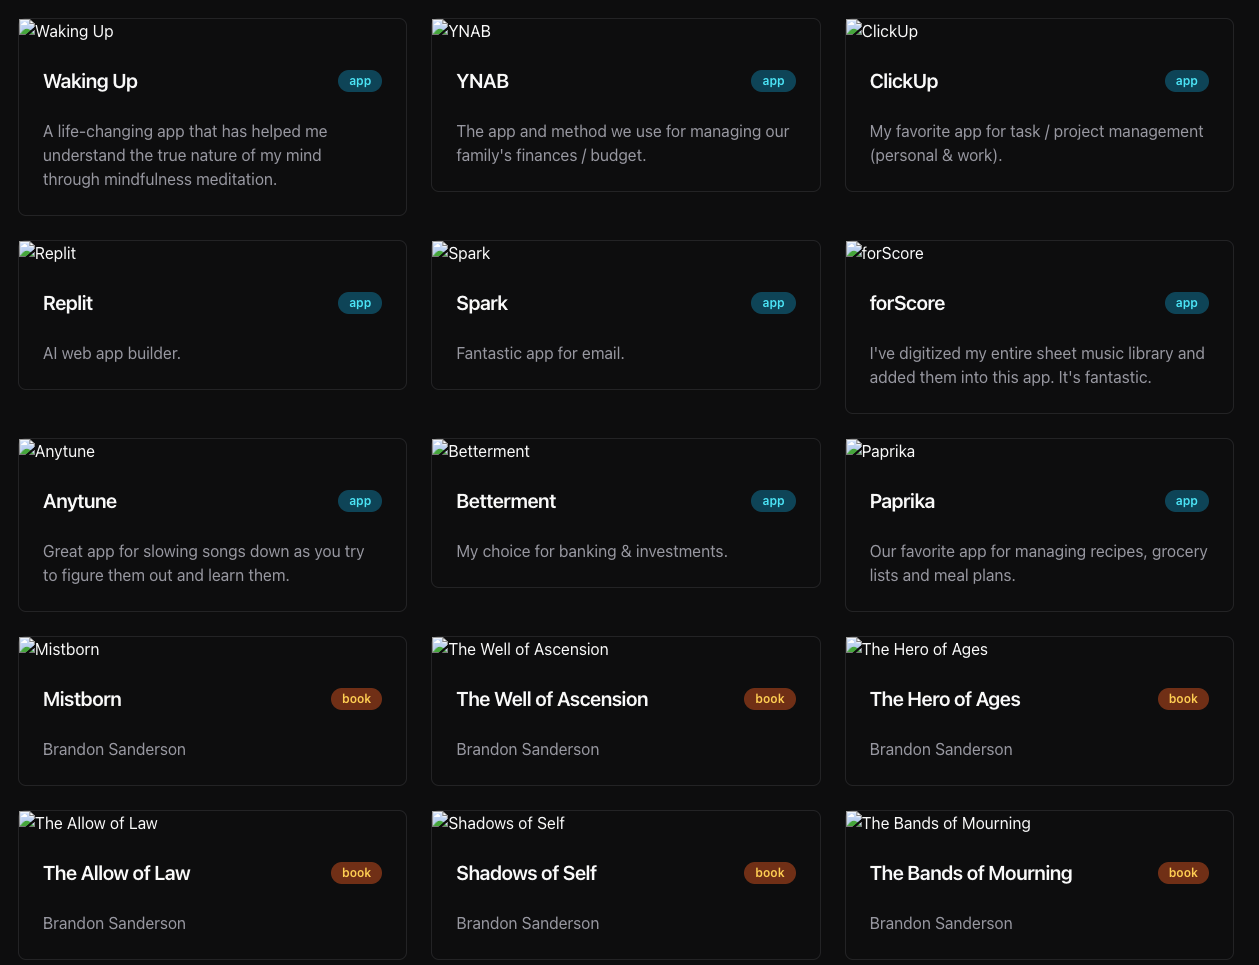 Waking Up
YNAB
ClickUp
Waking Up
app
YNAB
app
ClickUp
app
A life-changing app that has helped me
understand the true nature of my mind
through mindfulness meditation.
The app and method we use for managing our
family's finances / budget.
My favorite app for task / project management
(personal & work).
Replit
Spark
forScore
Replit
app
Spark
app
forScore
app
AI web app builder.
Fantastic app for email.
I've digitized my entire sheet music library and
added them into this app. It's fantastic.
Anytune
Betterment
Paprika
Anytune
app
Betterment
app
Paprika
app
Great app for slowing songs down as you try
to figure them out and learn them.
My choice for banking & investments.
Our favorite app for managing recipes, grocery
lists and meal plans.
Mistborn
The Well of Ascension
The Hero of Ages
Mistborn
book
The Well of Ascension
book
The Hero of Ages
book
Brandon Sanderson
Brandon Sanderson
Brandon Sanderson
The Allow of Law
Shadows of Self
The Bands of Mourning
The Allow of Law
book
Shadows of Self
book
The Bands of Mourning
book
Brandon Sanderson
Brandon Sanderson
Brandon Sanderson